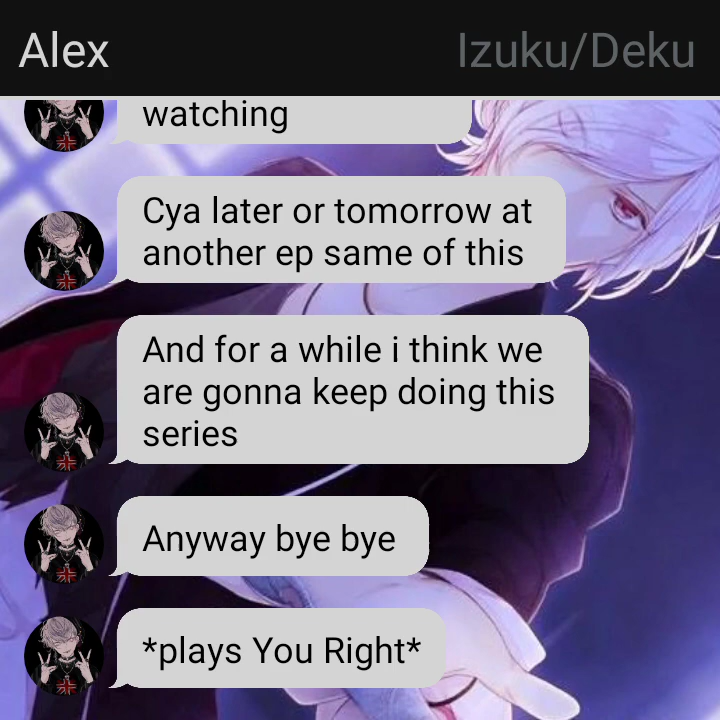 Alex Izuku/Deku
watching
Cya later or tomorrow at
another ep same of this
And for a while i think we
are gonna keep doing this
series
Anyway bye bye
*plays You Right*